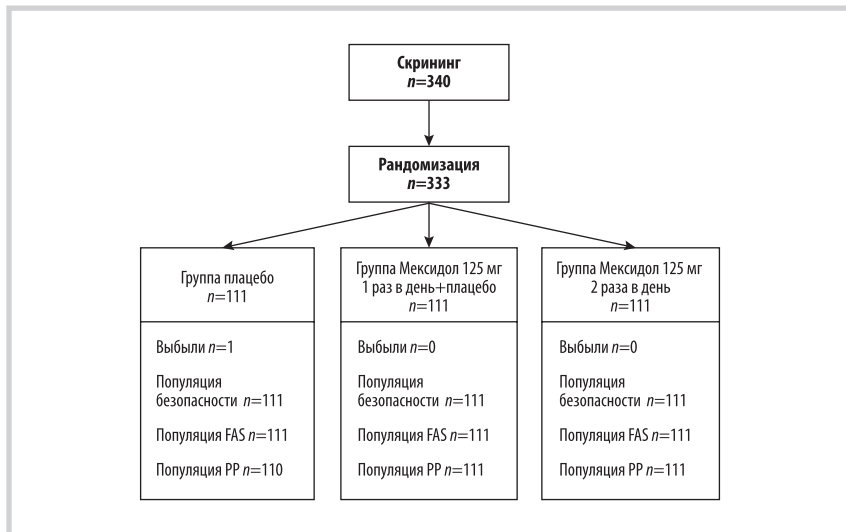 Скрининг
n=340
Рандомизация
n=333
Группа плацебо
n=111
Выбыли n=1
Популяция
безопасности n=111
Популяция FAS n=111
Популяция PP n=110
Группа Мексидол 125 мг
1 раз в день+плацебо
n=111
Выбыли n=0
Популяция
безопасности n=111
Популяция FAS n=111
Популяция PP n=111
Группа Мексидол 125 мг
2 раза в день
n=111
Выбыли n=0
Популяция
безопасности n=111
Популяция FAS n=111
Популяция PP n=111